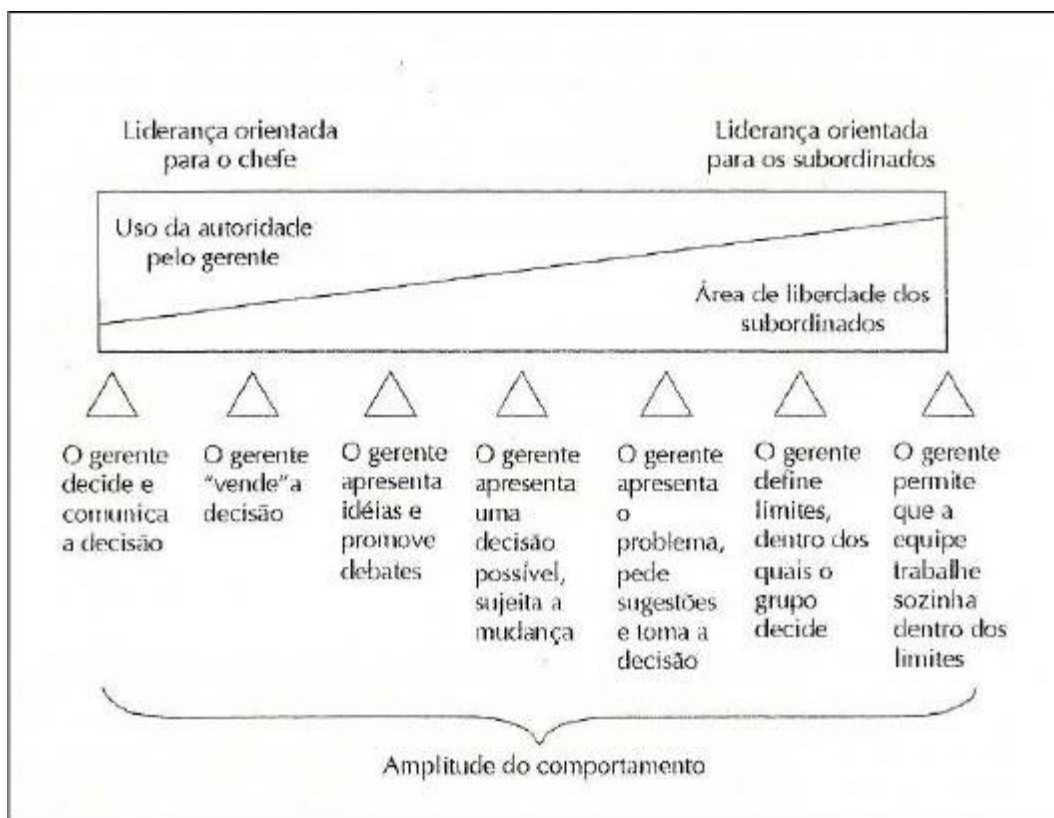 Liderança orientada
para o chefe
Liderança orientada
para os subordinados
Uso da autoridade
pelo gerente
Área de liberdade dos
subordinados
O gerente
decide e
comunica
a decisão
O gerente
“vende” a
decisão
O gerente
apresenta
idéias e
promove
debates
O gerente
apresenta
uma
decisão
possível,
sujeita a
mudança
O gerente
apresenta
o
problema,
pede
sugestões
e toma a
decisão
O gerente
define
limites,
dentro dos
quais o
grupo
decide
O gerente
permite
que a
equipe
trabalhe
sozinha
dentro dos
limites
Amplitude do comportamento